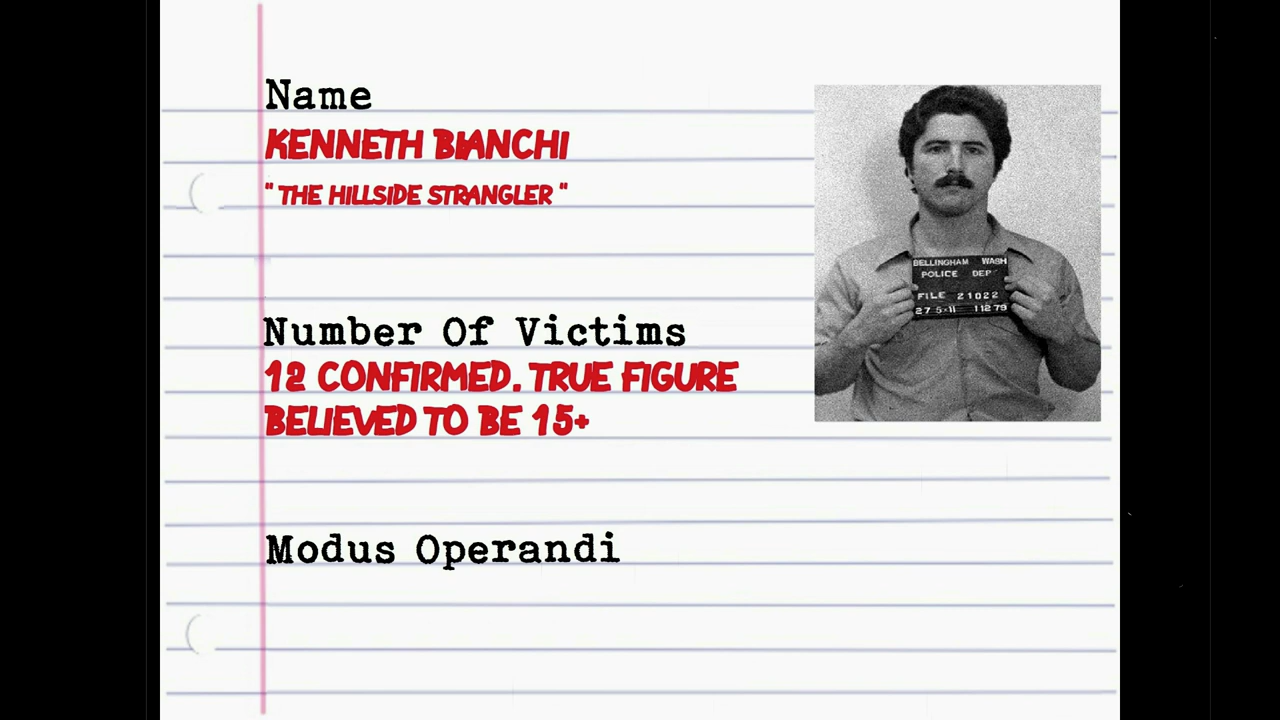 Name
KENNETH BIANCHI
" THE HILLSIDE STRANGLER "
Number Of Victims
12 CONFIRMED. TRUE FIGURE
BELIEVED TO BE 15+
Modus Operandi
BELLINGHAM WASH
POLICE DEP
FILE 21022